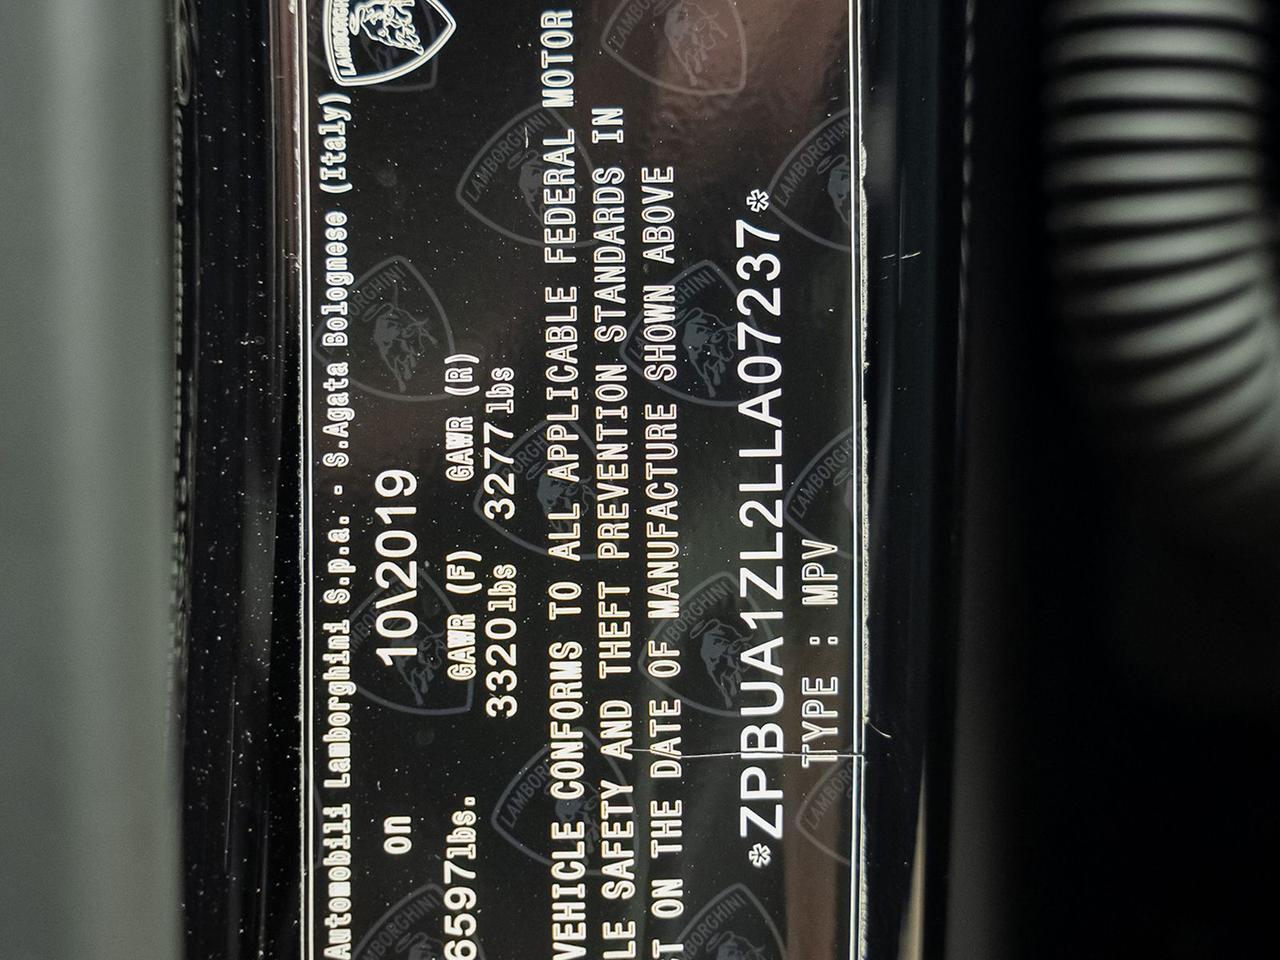 Automobili Lamborghini S.p.a. - S.Agata Bolognese (Italy)
LAMBORGHINI
on 10\2019
6597lbs. GAWR (F) GAWR (R)
3320lbs 3277lbs
VEHICLE CONFORMS TO ALL APPLICABLE FEDERAL MOTOR
LE SAFETY AND THEFT PREVENTION STANDARDS IN
ON THE DATE OF MANUFACTURE SHOWN ABOVE
*ZPBUA1ZL2LLA07237*
TYPE : MPV